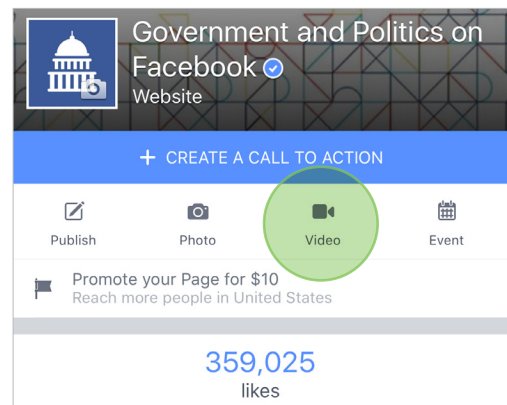 Government and Politics on
Facebook
Website
+ CREATE A CALL TO ACTION
Publish
Photo
Video
Event
Promote your Page for $10
Reach more people in United States
359,025
likes